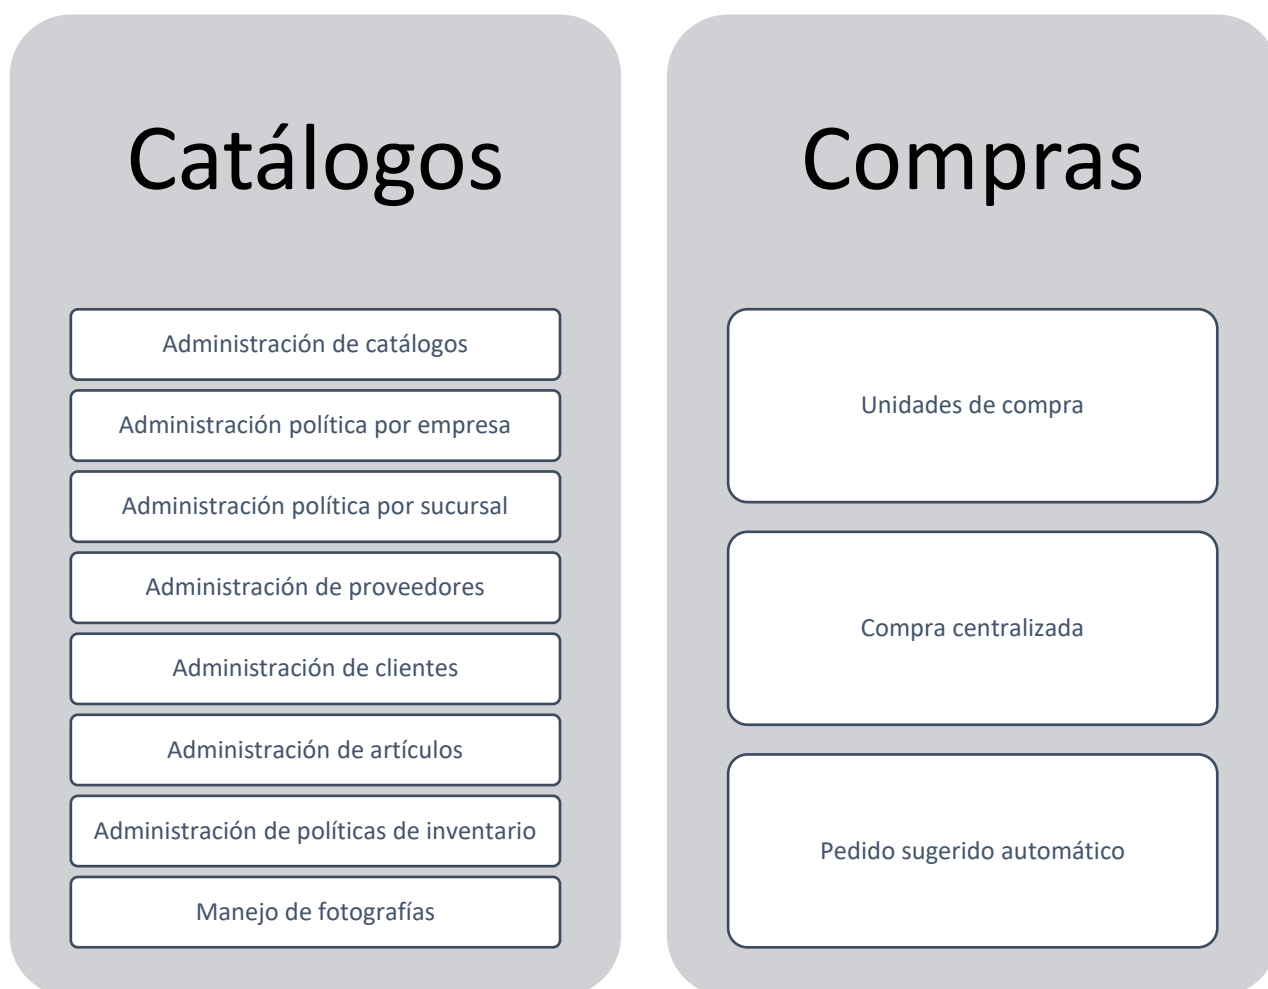 Catálogos
Administración de catálogos
Administración política por empresa
Administración política por sucursal
Administración de proveedores
Administración de clientes
Administración de artículos
Administración de políticas de inventario
Manejo de fotografías
Compras
Unidades de compra
Compra centralizada
Pedido sugerido automático